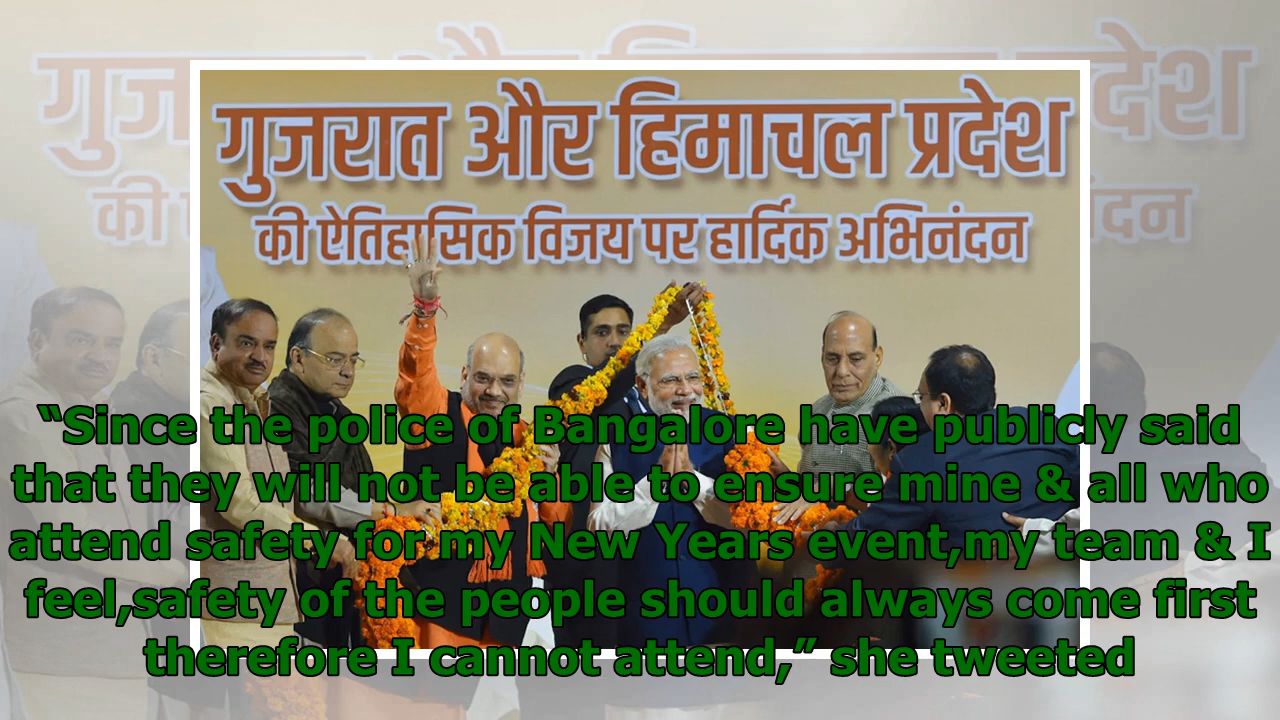 गुजरात और हिमाचल प्रदेश
की ऐतिहासिक विजय पर हार्दिक अभिनंदन
“Since the police of Bangalore have publicly said
that they will not be able to ensure mine & all who
attend safety for my New Years event,my team & I
feel,safety of the people should always come first
therefore I cannot attend,” she tweeted